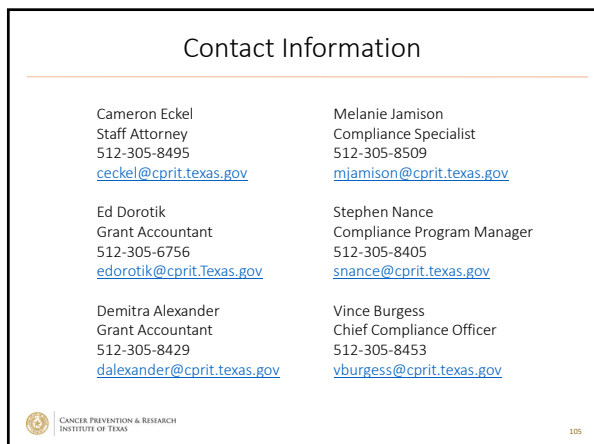 Contact Information
Cameron Eckel
Staff Attorney
512-305-8495
ceckel@cprit.texas.gov
Ed Dorotik
Grant Accountant
512-305-6756
edorotik@cprit.Texas.gov
Demitra Alexander
Grant Accountant
512-305-8429
dalexander@cprit.texas.gov
Melanie Jamison
Compliance Specialist
512-305-8509
mjamison@cprit.texas.gov
Stephen Nance
Compliance Program Manager
512-305-8405
snance@cprit.texas.gov
Vince Burgess
Chief Compliance Officer
512-305-8453
vburgess@cprit.texas.gov
CANCER PREVENTION & RESEARCH
INSTITUTE OF TEXAS
105